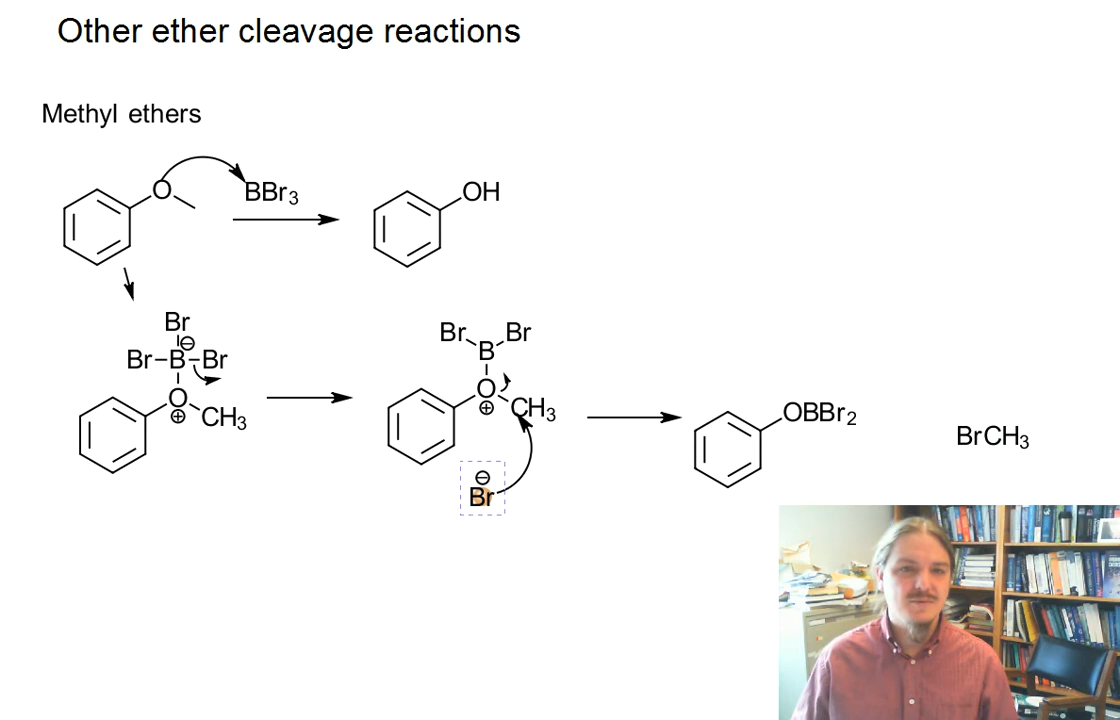 Other ether cleavage reactions
Methyl ethers
O
BBr₃
OH
Br
⊖
Br-B-Br
O
⊕
CH₃
Br Br
B
O
⊕
CH₃
⊖
Br
OBBr₂
BrCH₃